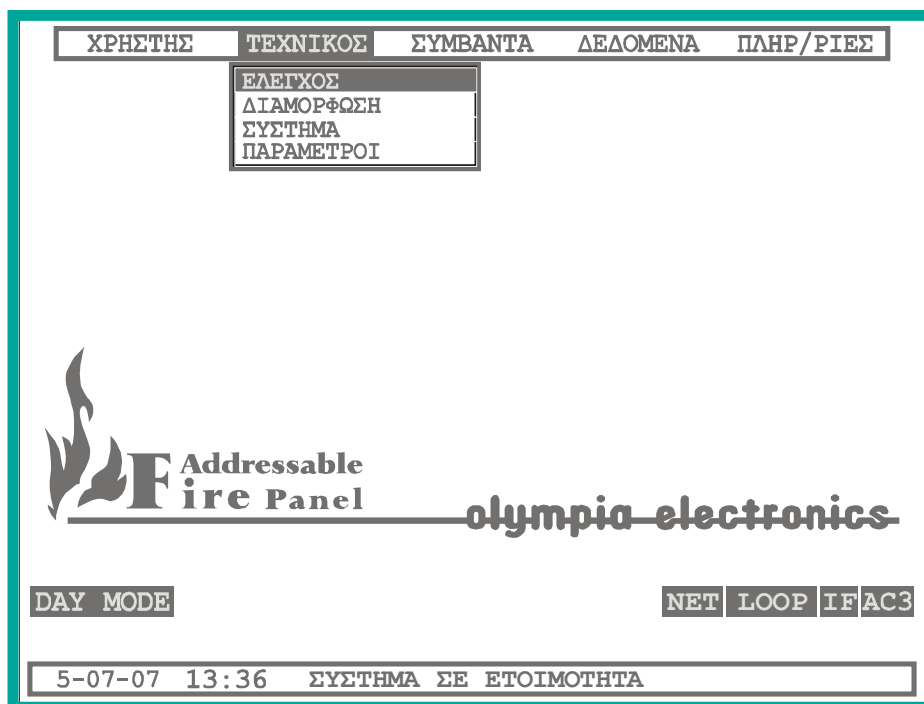 ΧΡΗΣΤΗΣ ΤΕΧΝΙΚΟΣ ΣΥΜΒΑΝΤΑ ΔΕΔΟΜΕΝΑ ΠΛΗΡ/ΡΙΕΣ
ΕΛΕΓΧΟΣ
ΔΙΑΜΟΡΦΩΣΗ
ΣΥΣΤΗΜΑ
ΠΑΡΑΜΕΤΡΟΙ
Addressable
Fire Panel
olympia electronics
DAY MODE NET LOOP IF AC3
5-07-07 13:36 ΣΥΣΤΗΜΑ ΣΕ ΕΤΟΙΜΟΤΗΤΑ